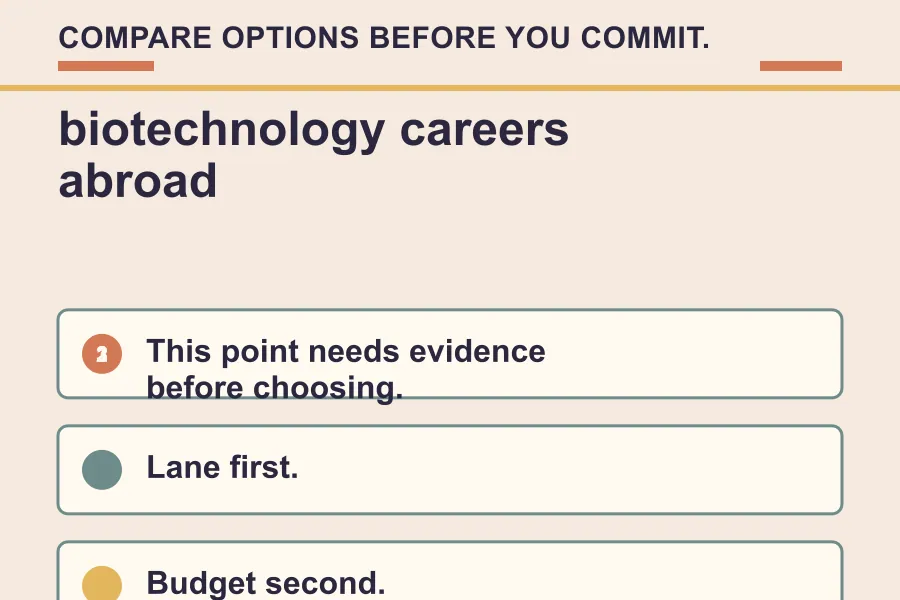 COMPARE OPTIONS BEFORE YOU COMMIT.
biotechnology careers
abroad
This point needs evidence
before choosing.
Lane first.
Budget second.